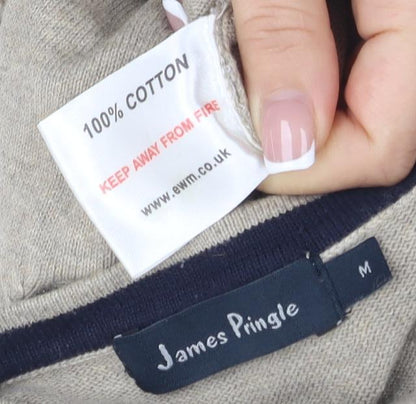 100% COTTON
KEEP AWAY FROM FIRE
www.ewm.co.uk
James Pringle
M